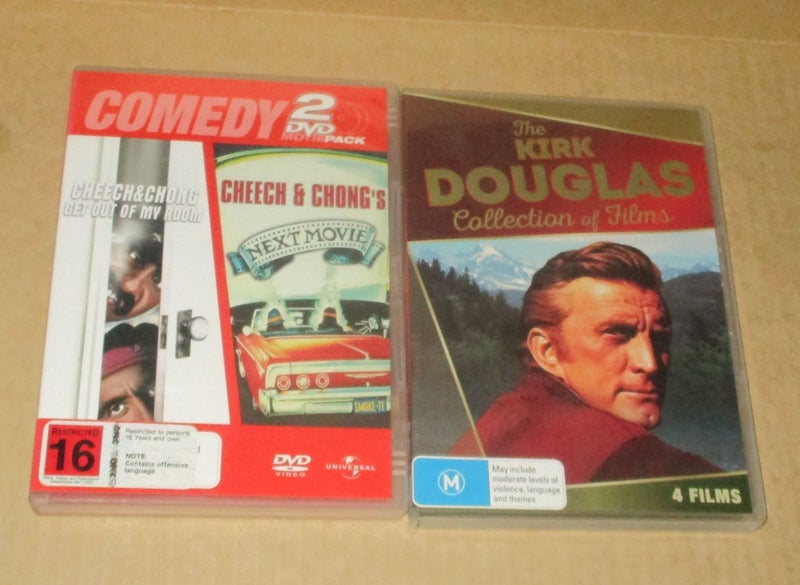 COMEDY 2
DVD
MOVIE PACK
CHEECH & CHONG
GET OUT OF MY ROOM
CHEECH & CHONG'S
NEXT MOVIE
SMOKE-IT
RESTRICTED
16
Restricted to persons
16 Years and over.
NOTE:
Contains offensive
language.
DVD
VIDEO
UNIVERSAL
The
KIRK
DOUGLAS
Collection of Films
M
May include
moderate levels of
violence, language
and themes
4 FILMS